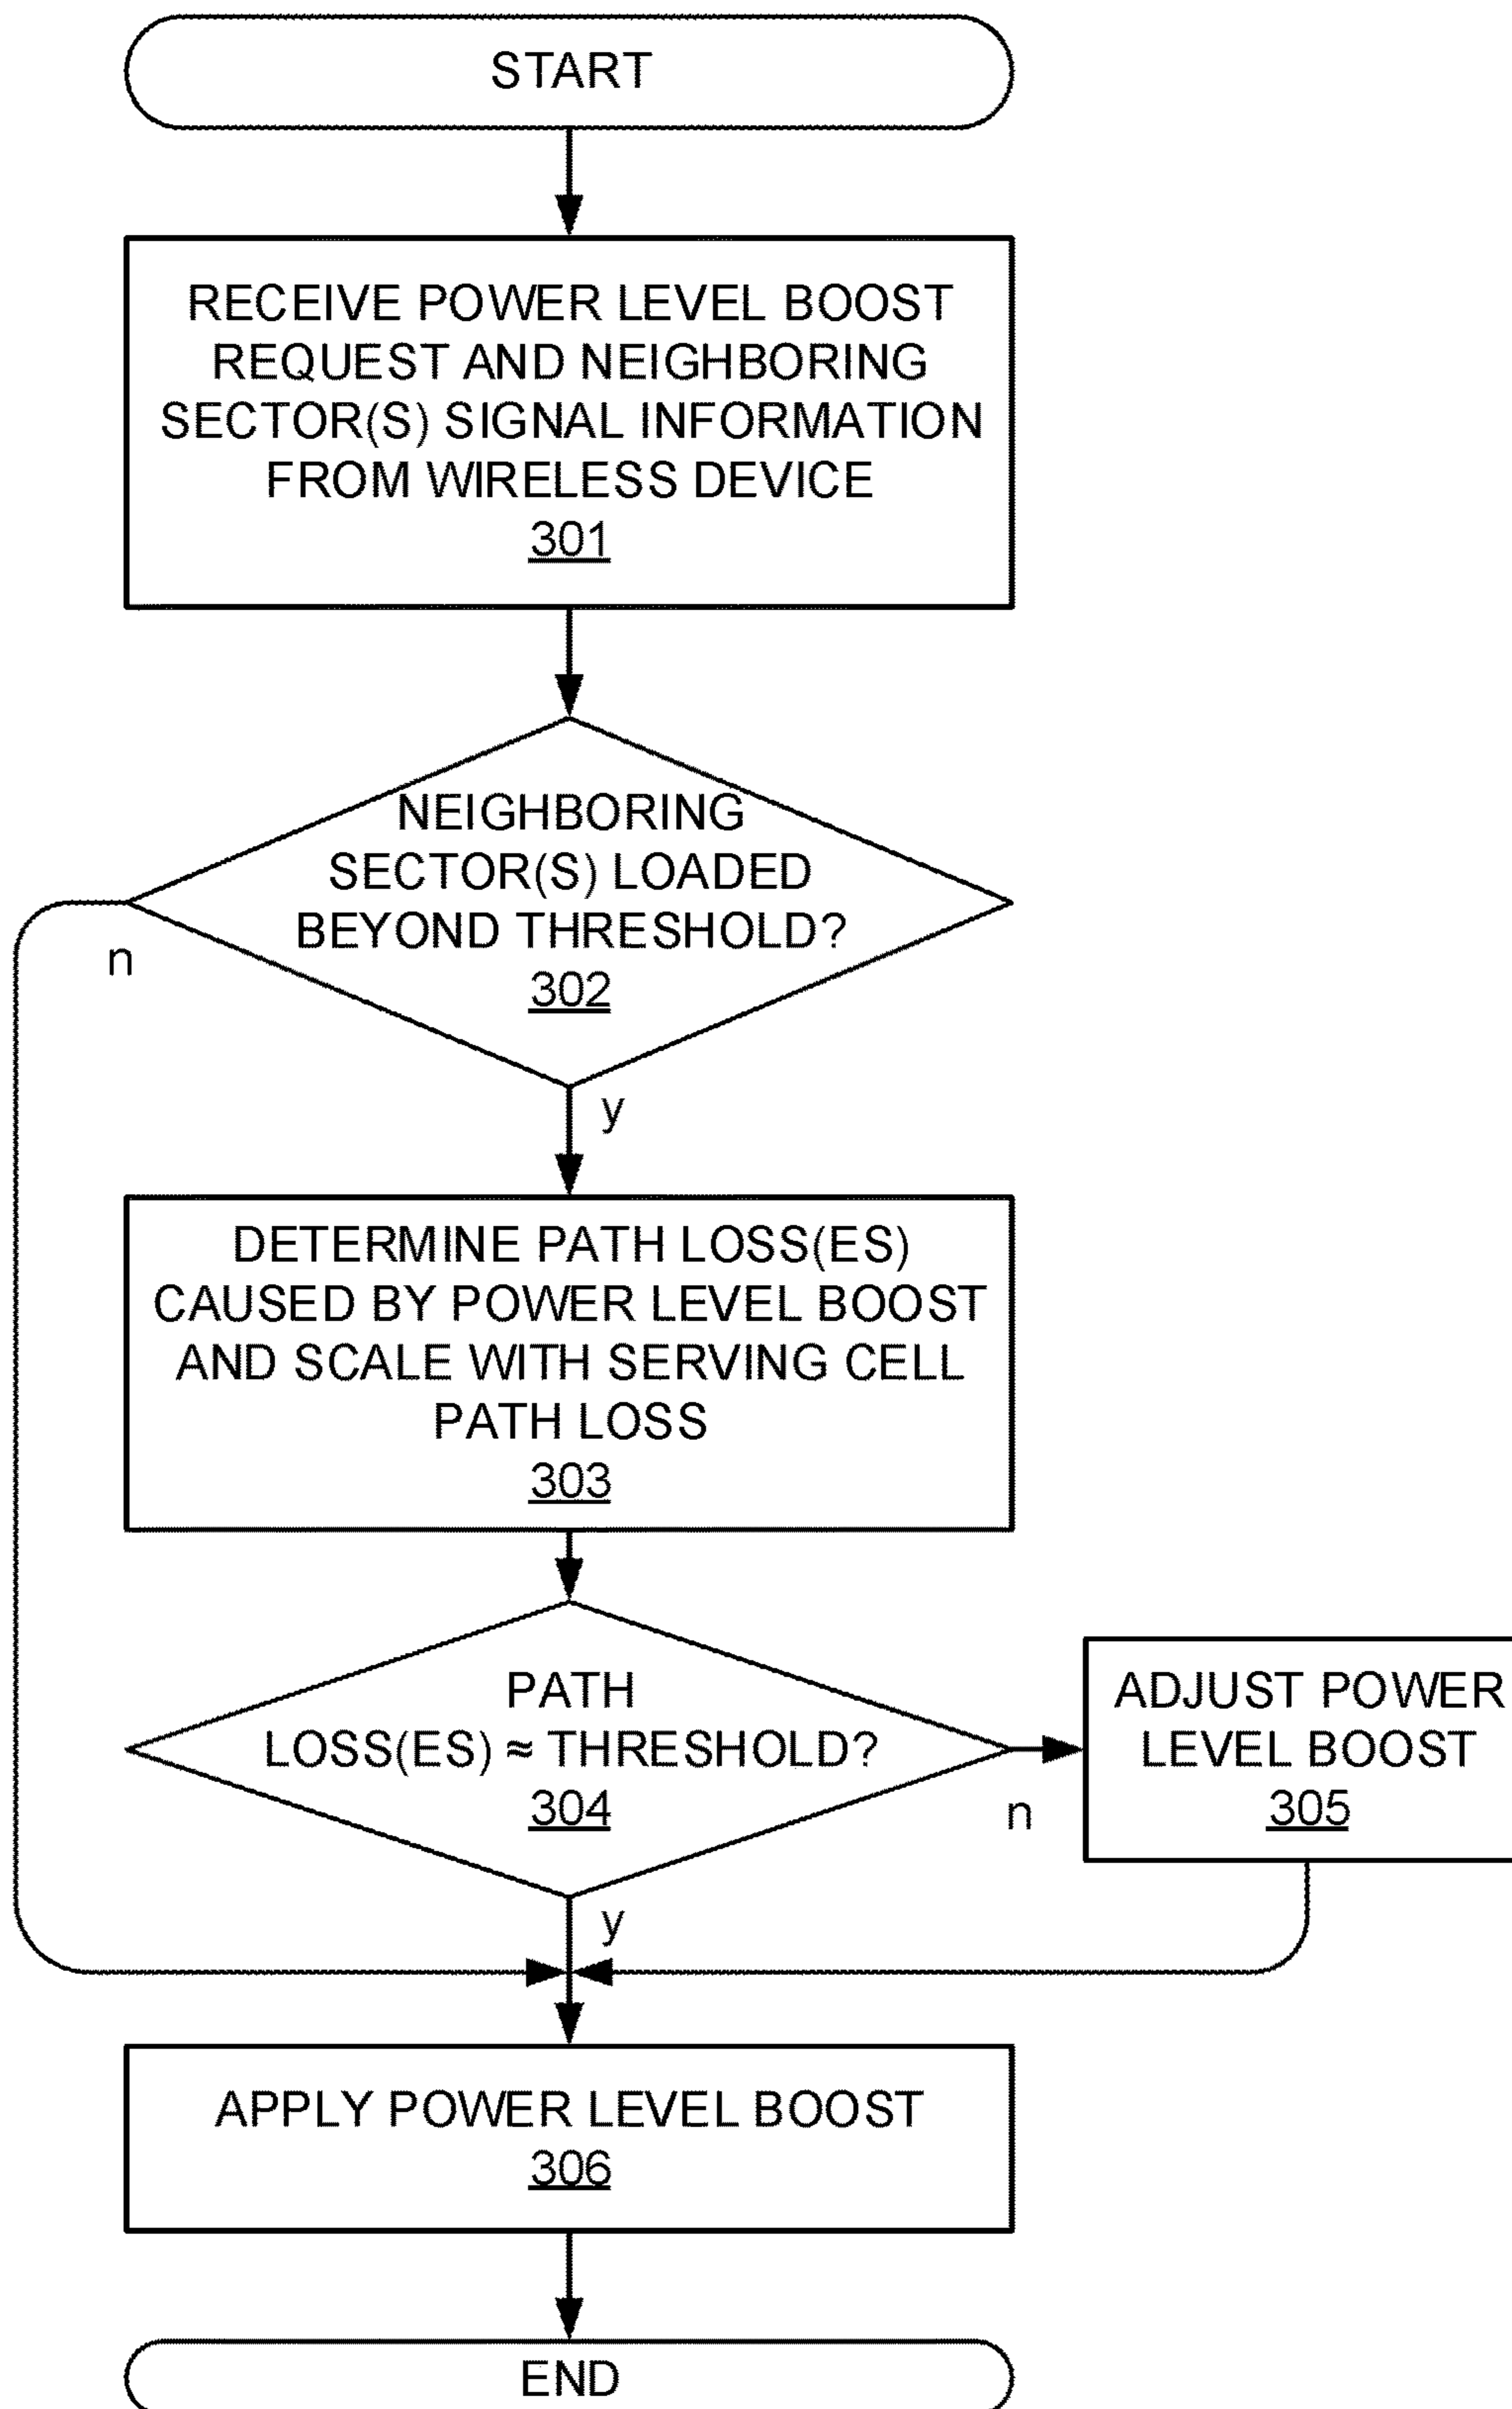 START
RECEIVE POWER LEVEL BOOST
REQUEST AND NEIGHBORING
SECTOR(S) SIGNAL INFORMATION
FROM WIRELESS DEVICE
301
NEIGHBORING
SECTOR(S) LOADED
BEYOND THRESHOLD?
302
n
y
DETERMINE PATH LOSS(ES)
CAUSED BY POWER LEVEL BOOST
AND SCALE WITH SERVING CELL
PATH LOSS
303
PATH
LOSS(ES) ≈ THRESHOLD?
304
n
y
ADJUST POWER
LEVEL BOOST
305
APPLY POWER LEVEL BOOST
306
END